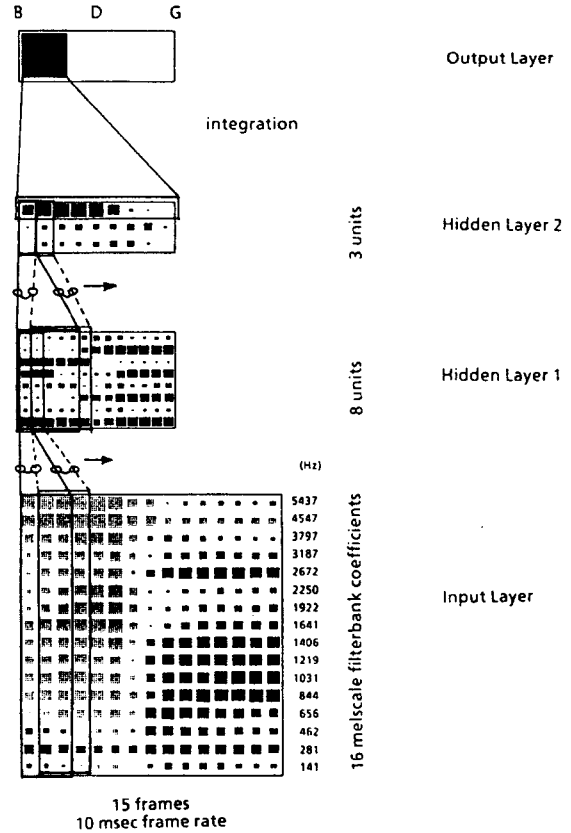 B D G
Output Layer
integration
3 units
Hidden Layer 2
8 units
Hidden Layer 1
(Hz)
5437
4547
3797
3187
2672
2250
1922
1641
1406
1219
1031
844
656
462
281
141
16 melscale filterbank coefficients
Input Layer
15 frames
10 msec frame rate